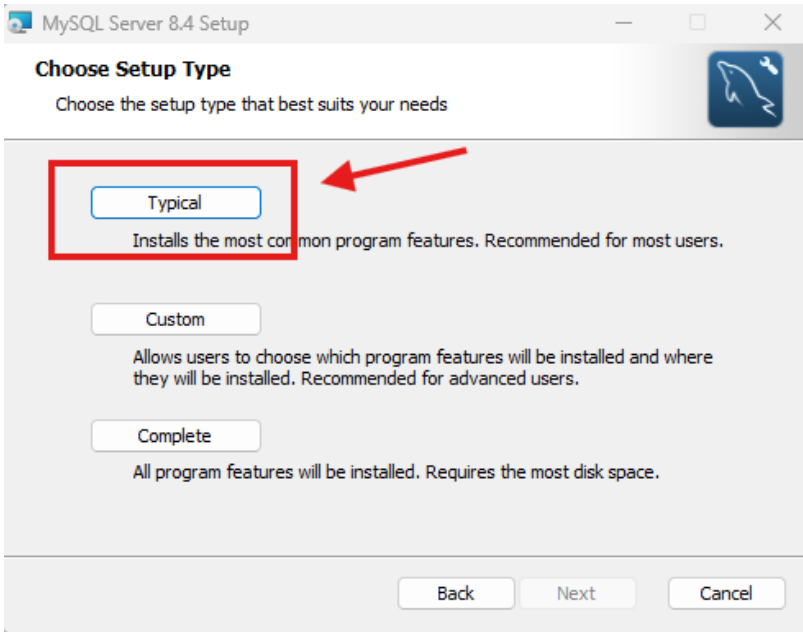 MySQL Server 8.4 Setup
Choose Setup Type
Choose the setup type that best suits your needs
Typical
Installs the most common program features. Recommended for most users.
Custom
Allows users to choose which program features will be installed and where
they will be installed. Recommended for advanced users.
Complete
All program features will be installed. Requires the most disk space.
Back Next Cancel